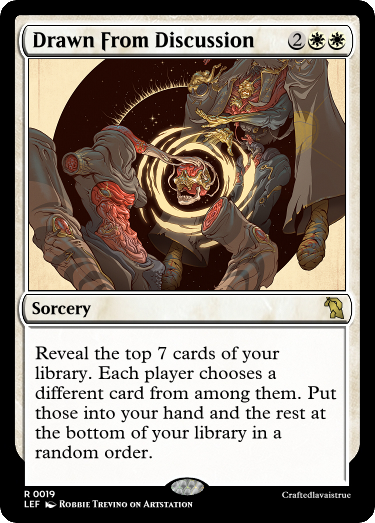 Drawn From Discussion 2
Sorcery
Reveal the top 7 cards of your
library. Each player chooses a
different card from among them. Put
those into your hand and the rest at
the bottom of your library in a
random order.
R 0019
LEF Robbie Trevino on Artstation
Craftedlavaistrue